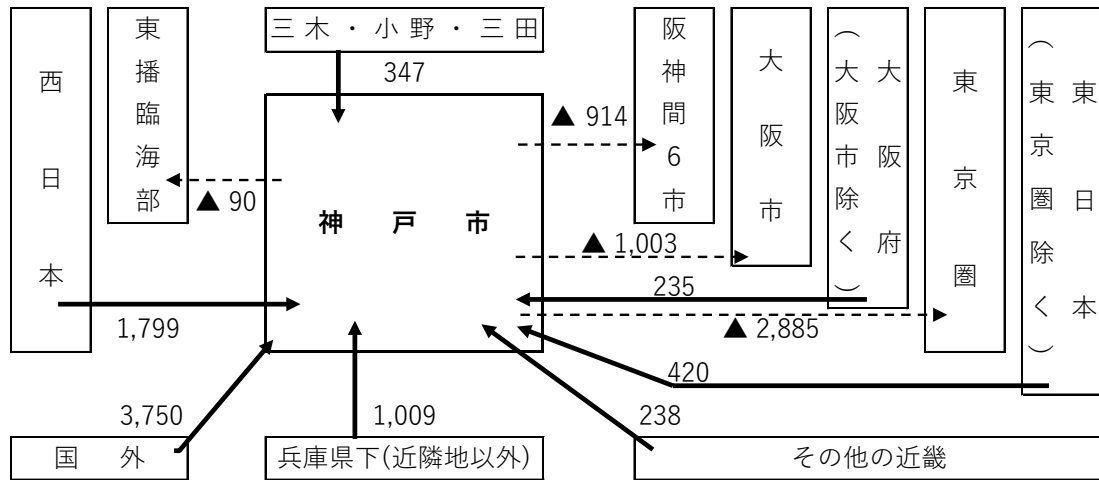 西日本
東播臨海部
三木・小野・三田
347
阪神間6市
大阪市
大阪府
(大阪市除く)
東京圏
東日本
(東京圏除く)
▲ 914
▲ 90
神戸市
▲ 1,003
235
▲ 2,885
1,799
420
3,750
1,009
238
国外
兵庫県下(近隣地以外)
その他の近畿